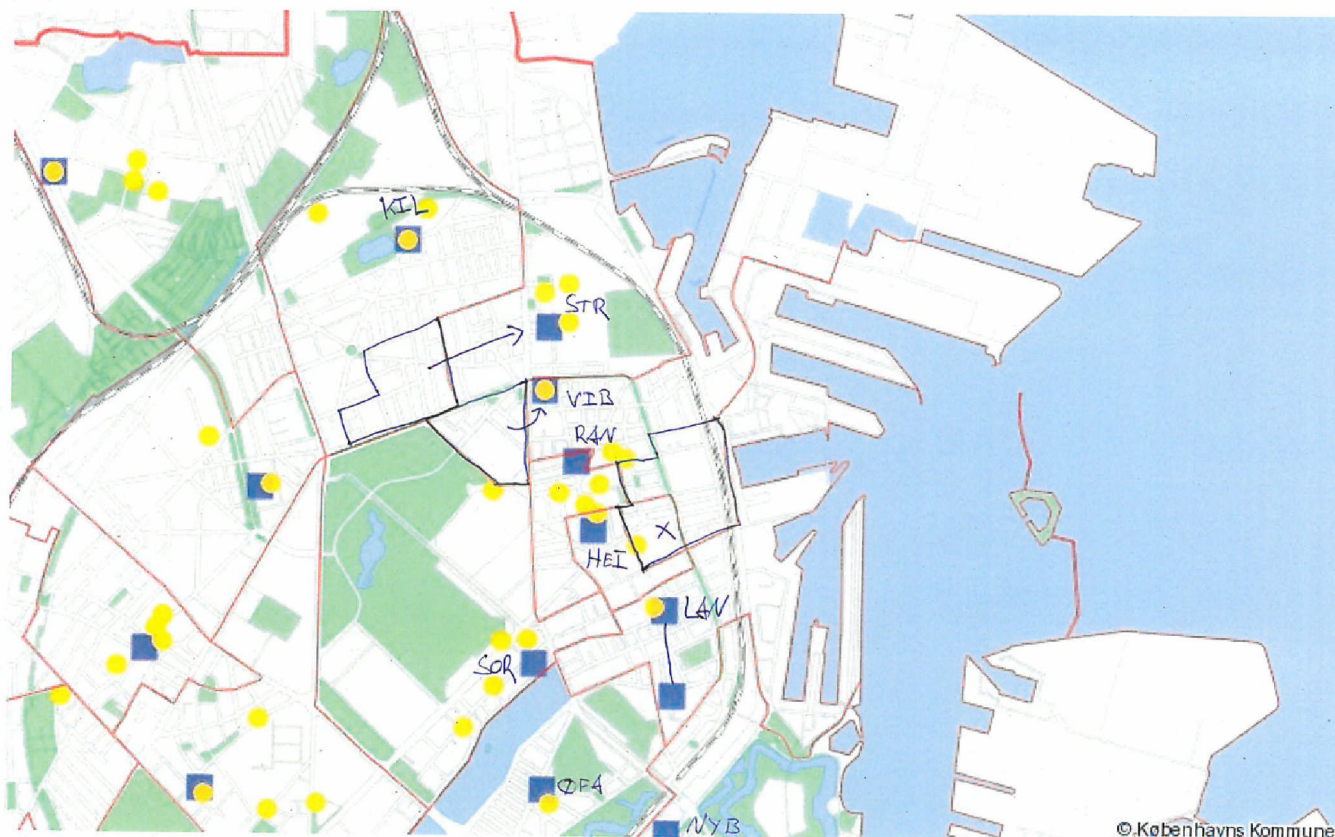 KIL
STR
VIB
RAN
X
HEI
LAN
SOR
ØFA
NYB
© Københavns Kommune